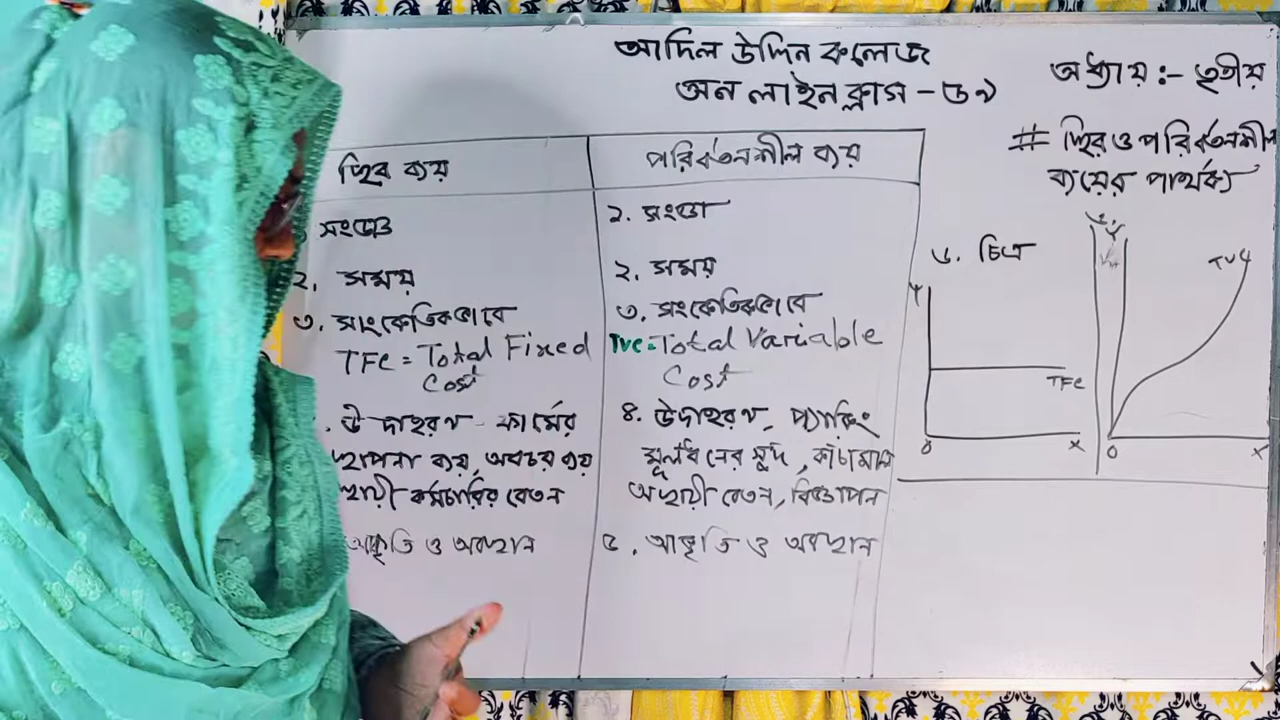 আদিল উদ্দিন কলেজ
অন লাইন ক্লাস - ৬৯
অধ্যায় :- তৃতীয়
# স্থির ও পরিবর্তনশীল
ব্যয়ের পার্থক্য
স্থির ব্যয়
সংজ্ঞা
২. সময়
৩. সাংকেতিকভাবে
TFC = Total Fixed
Cost
. উদাহরণ - ফার্মের
স্থাপনা ব্যয়, অবচয় ব্যয়
স্থায়ী কর্মচারির বেতন
আকৃতি ও অবস্থান
পরিবর্তনশীল ব্যয়
১. সংজ্ঞা
২. সময়
৩. সংকেতিকভাবে
TVC = Total Variable
Cost
৪. উদাহরণ - প্যাকিং
মূলধনের সুদ, কাঁচামাল
অস্থায়ী বেতন, বিজ্ঞাপন
৫. আকৃতি ও অবস্থান
৬. চিত্র
Y
TFC
0
X
Y
TVC
0
X